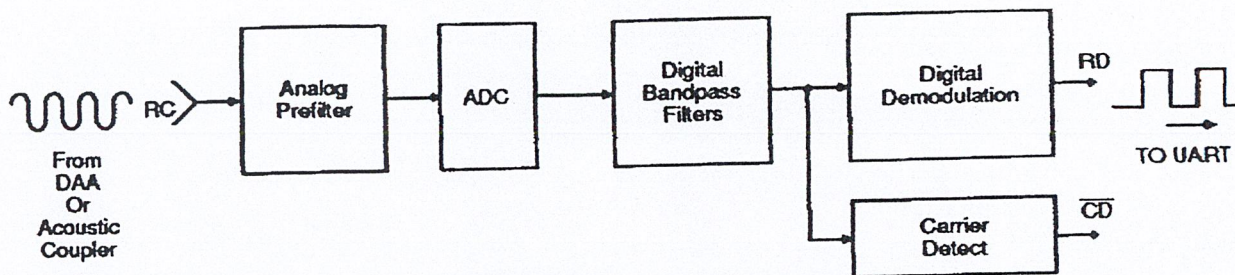 RC
From
DAA
Or
Acoustic
Coupler
Analog
Prefilter
ADC
Digital
Bandpass
Filters
Digital
Demodulation
RD
TO UART
Carrier
Detect
CD